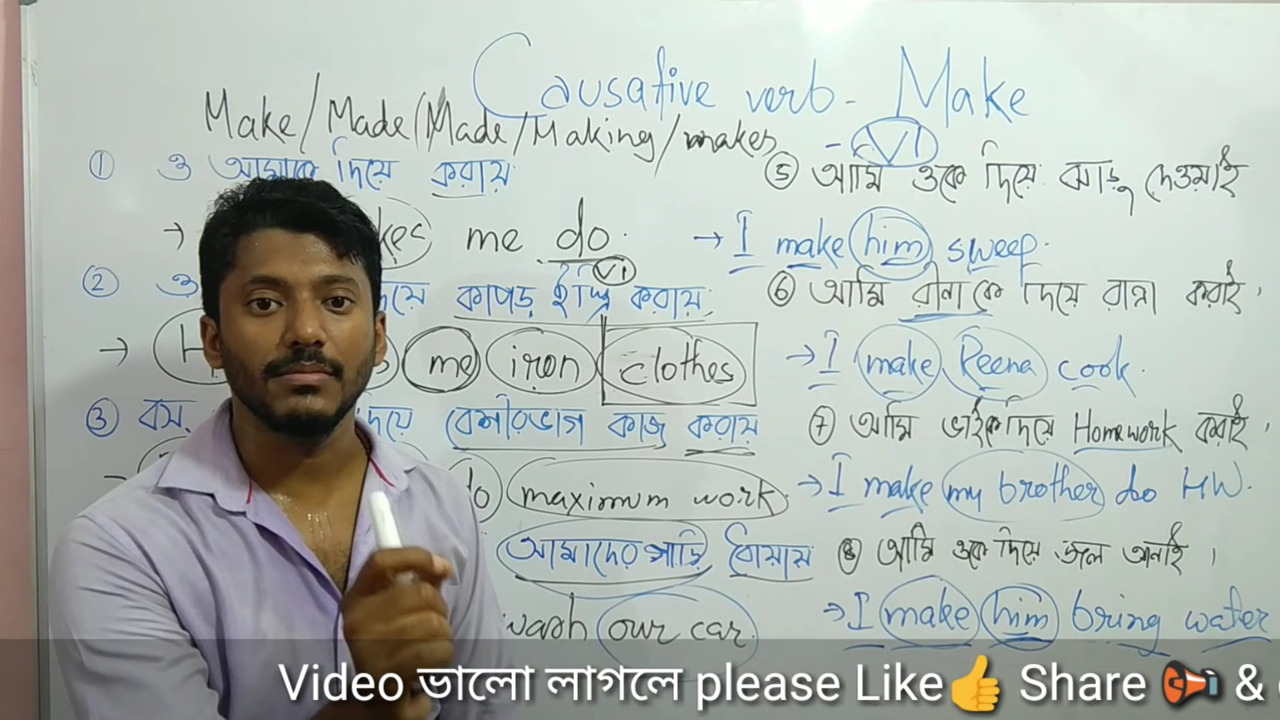 Causative verb - Make
Make/Made/Made/Making/makes - V1
① ও আমাকে দিয়ে করায়
→ me do.
V1
② ও কাপড় ইস্ত্রি করায়,
→ me iron clothes
③ বস. দিয়ে বেশীরভাগ কাজ করায়
do maximum work
আমাদের গাড়ি ধোয়ায়
wash our car
⑤ আমি ওকে দিয়ে ঝাড়ু দেওয়াই
→ I make him sweep.
⑥ আমি রীনাকে দিয়ে রান্না করাই,
→ I make Reena cook.
⑦ আমি ভাইকে দিয়ে Homework করাই,
→ I make my brother do HW.
⑧ আমি ওকে দিয়ে জল আনাই।
→ I make him bring water
Video ভালো লাগলে please Like👍 Share 📢 &